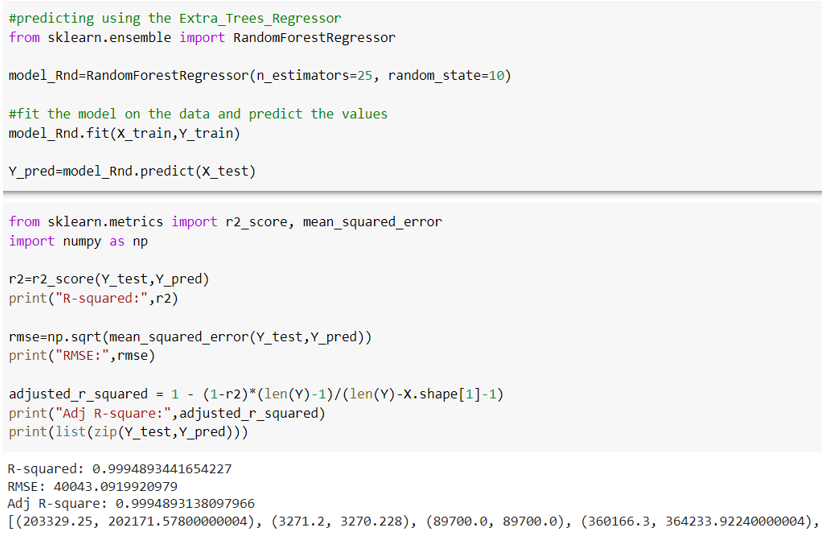 #predicting using the Extra_Trees_Regressor
from sklearn.ensemble import RandomForestRegressor
model_Rnd=RandomForestRegressor(n_estimators=25, random_state=10)
#fit the model on the data and predict the values
model_Rnd.fit(X_train,Y_train)
Y_pred=model_Rnd.predict(X_test)
from sklearn.metrics import r2_score, mean_squared_error
import numpy as np
r2=r2_score(Y_test,Y_pred)
print("R-squared:",r2)
rmse=np.sqrt(mean_squared_error(Y_test,Y_pred))
print("RMSE:",rmse)
adjusted_r_squared = 1 - (1-r2)*(len(Y)-1)/(len(Y)-X.shape[1]-1)
print("Adj R-square:",adjusted_r_squared)
print(list(zip(Y_test,Y_pred)))
R-squared: 0.9994893441654227
RMSE: 40043.0919920979
Adj R-square: 0.9994893138097966
[(203329.25, 202171.57800000004), (3271.2, 3270.228), (89700.0, 89700.0), (360166.3, 364233.92240000004),